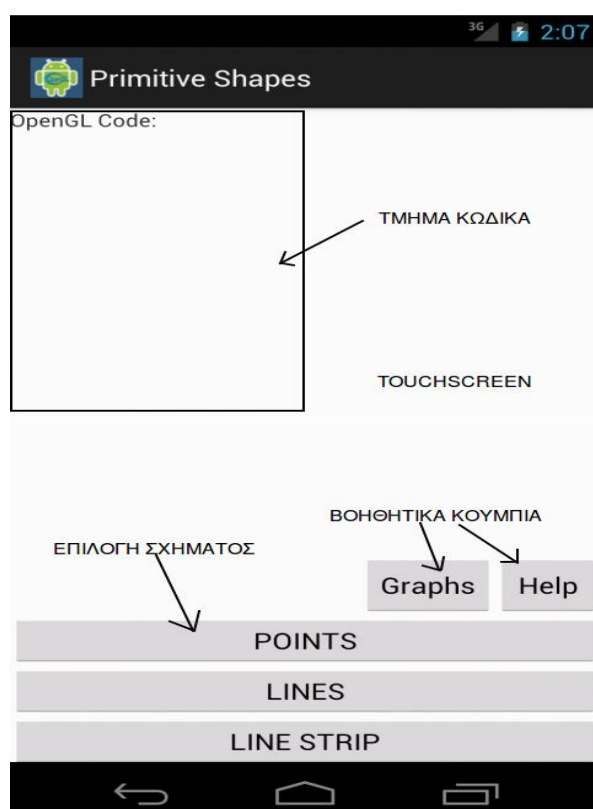 3G 2:07
Primitive Shapes
OpenGL Code:
ΤΜΗΜΑ ΚΩΔΙΚΑ
TOUCHSCREEN
ΒΟΗΘΗΤΙΚΑ ΚΟΥΜΠΙΑ
ΕΠΙΛΟΓΗ ΣΧΗΜΑΤΟΣ
Graphs Help
POINTS
LINES
LINE STRIP